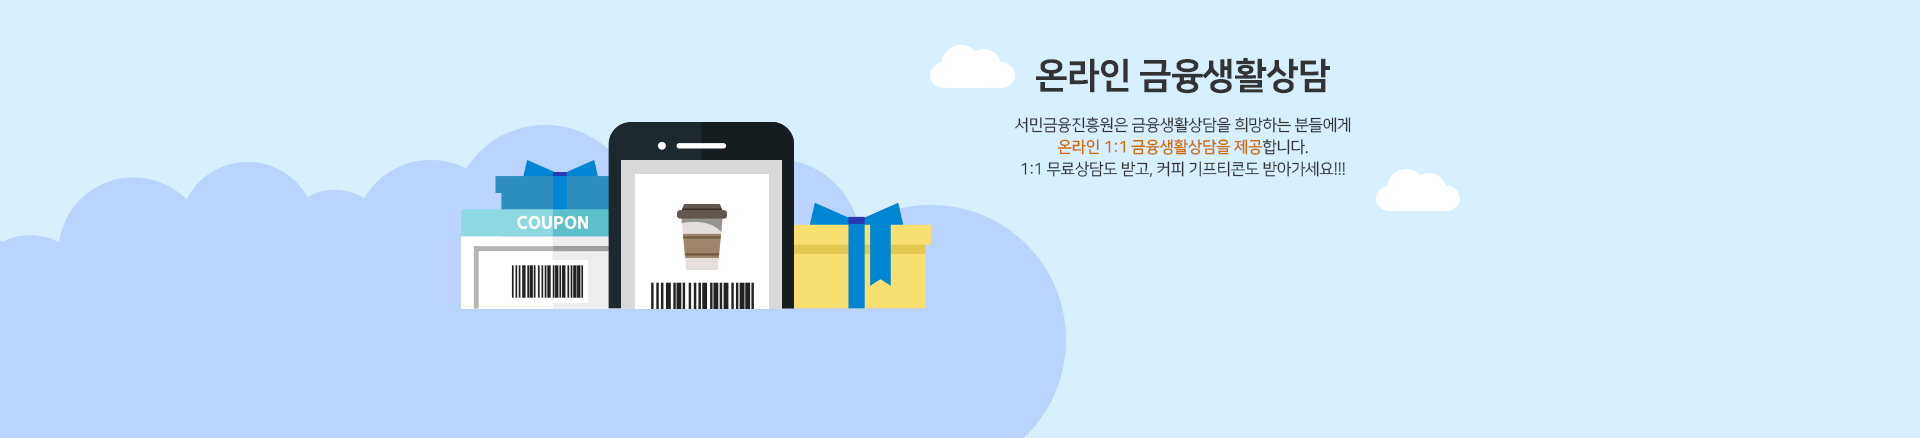 온라인 금융생활상담
서민금융진흥원은 금융생활상담을 희망하는 분들에게
온라인 1:1 금융생활상담을 제공합니다.
1:1 무료상담도 받고, 커피 기프티콘도 받아가세요!!!
COUPON